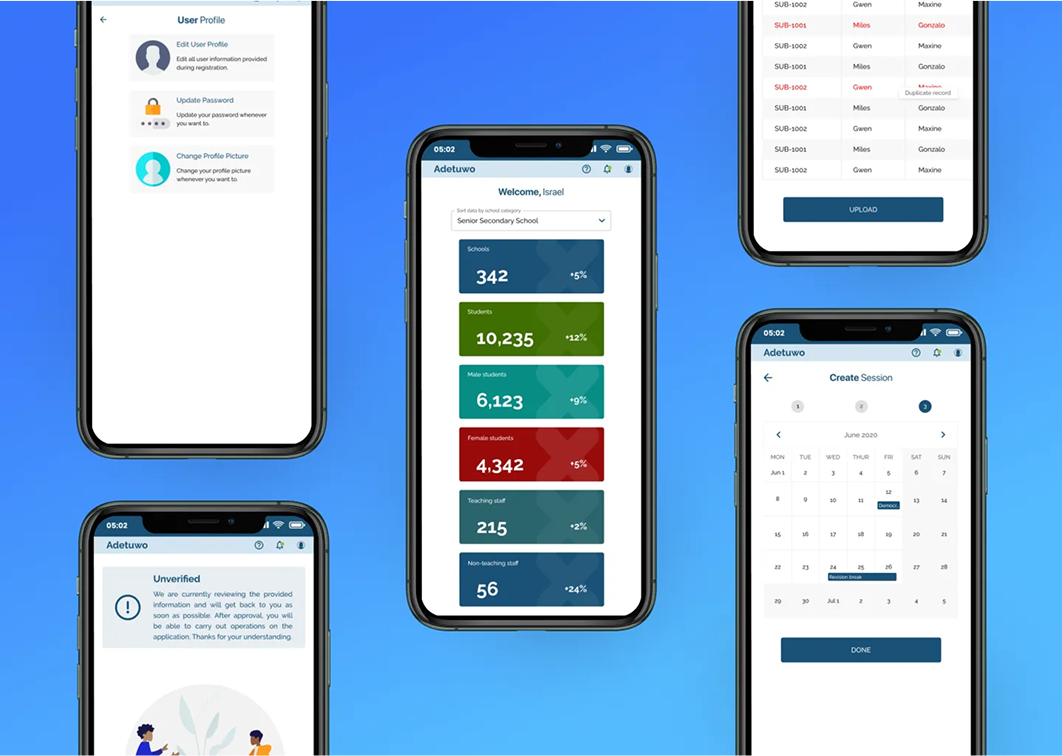 User Profile
Edit User Profile
Edit all user information provided
during registration.
Update Password
Update your password whenever
you want to.
Change Profile Picture
Change your profile picture
whenever you want to.
05:02
Adetuwo
Unverified
We are currently reviewing the provided
information and will get back to you as
soon as possible. After approval, you will
be able to carry out operations on the
application. Thanks for your understanding.
05:02
Adetuwo
Welcome, Israel
Sort data by school category
Senior Secondary School
Schools
342 +5%
Students
10,235 +12%
Male students
6,123 +9%
Female students
4,342 +5%
Teaching staff
215 +2%
Non-teaching staff
56 +24%
SUB-1002 Gwen Maxine
SUB-1001 Miles Gonzalo
SUB-1002 Gwen Maxine
SUB-1001 Miles Gonzalo
SUB-1002 Gwen Maxine
Duplicate record
SUB-1001 Miles Gonzalo
SUB-1002 Gwen Maxine
SUB-1001 Miles Gonzalo
SUB-1002 Gwen Maxine
UPLOAD
05:02
Adetuwo
Create Session
1 2 3
June 2020
MON TUE WED THUR FRI SAT SUN
Jun 1 2 3 4 5 6 7
8 9 10 11 12 13 14
Democr...
15 16 17 18 19 20 21
22 23 24 25 26 27 28
Revision break
29 30 Jul 1 2 3 4 5
DONE